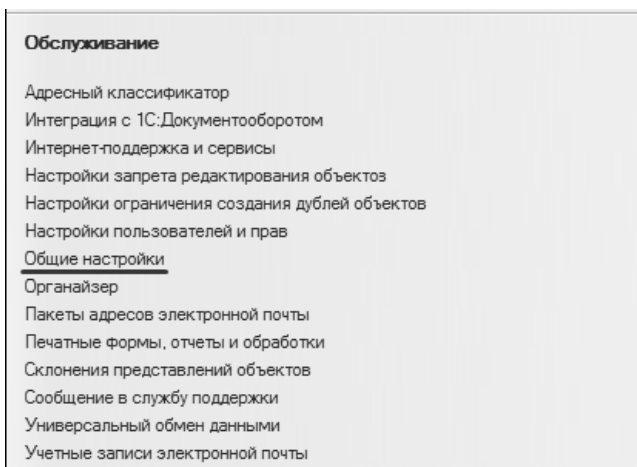 Обслуживание
Адресный классификатор
Интеграция с 1С:Документооборотом
Интернет-поддержка и сервисы
Настройки запрета редактирования объектов
Настройки ограничения создания дублей объектов
Настройки пользователей и прав
Общие настройки
Органайзер
Пакеты адресов электронной почты
Печатные формы, отчеты и обработки
Склонения представлений объектов
Сообщение в службу поддержки
Универсальный обмен данными
Учетные записи электронной почты